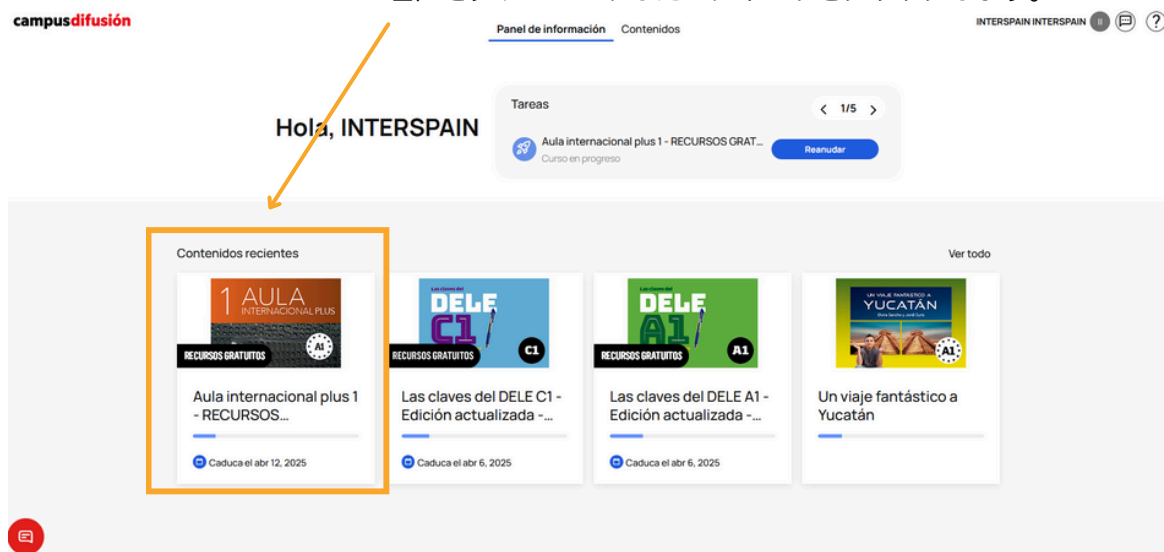 campusdifusión
Panel de información
Contenidos
INTERSPAIN INTERSPAIN
II
?
Hola, INTERSPAIN
Tareas
1/5
Aula internacional plus 1 - RECURSOS GRAT...
Curso en progreso
Reanudar
Contenidos recientes
Ver todo
1 AULA
INTERNACIONAL PLUS
A1
RECURSOS GRATUITOS
Aula internacional plus 1
- RECURSOS...
Caduca el abr 12, 2025
Las claves del
DELE
C1
C1
RECURSOS GRATUITOS
Las claves del DELE C1 -
Edición actualizada -...
Caduca el abr 6, 2025
Las claves del
DELE
A1
A1
RECURSOS GRATUITOS
Las claves del DELE A1 -
Edición actualizada -...
Caduca el abr 6, 2025
UN VIAJE FANTÁSTICO A
YUCATÁN
A1
Un viaje fantástico a
Yucatán